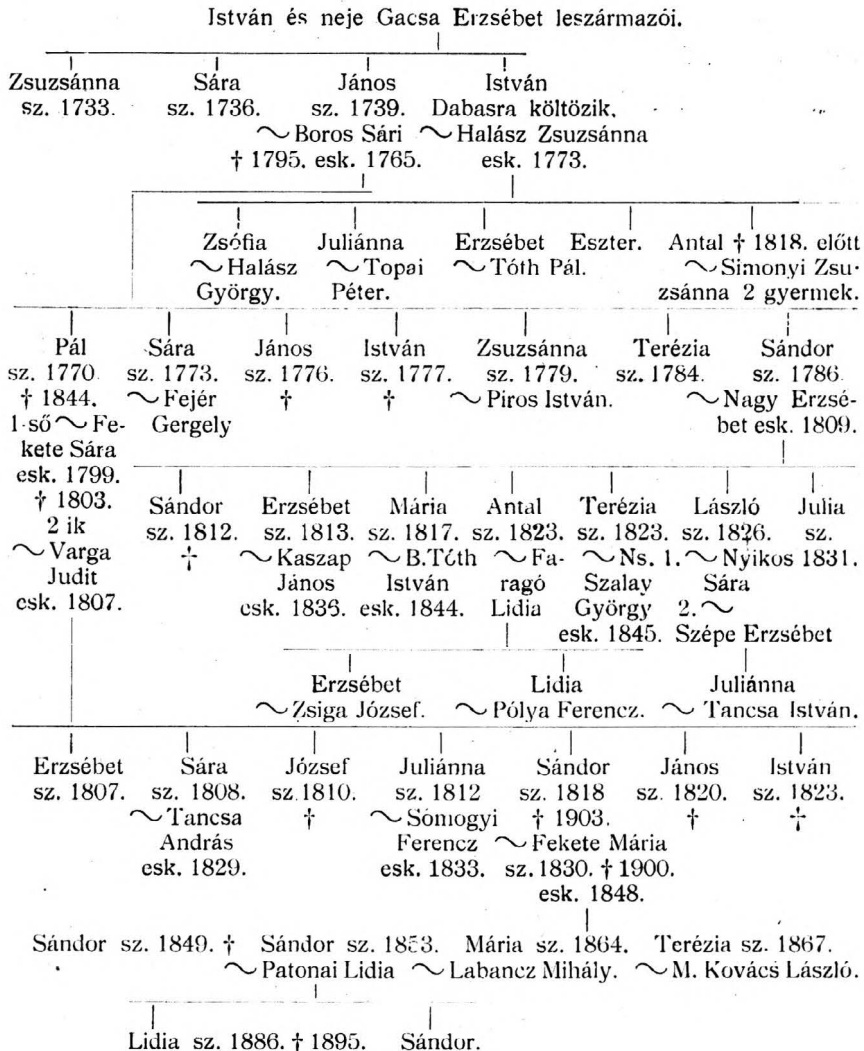 István és neje Gacsa Erzsébet leszármazói.
Zsuzsánna Sára János István
sz. 1733. sz. 1736. sz. 1739. Dabasra költözik,
~ Boros Sári ~ Halász Zsuzsánna
† 1795. esk. 1765. esk. 1773.
Zsófia Juliánna Erzsébet Eszter. Antal † 1818. előtt
~ Halász ~ Topai ~ Tóth Pál. ~ Simonyi Zsu-
György. Péter. zsánna 2 gyermek.
Pál Sára János István Zsuzsánna Terézia Sándor
sz. 1770. sz. 1773. sz. 1776. sz. 1777. sz. 1779. sz. 1784. sz. 1786.
† 1844. ~ Fejér † † ~ Piros István. ~ Nagy Erzsé-
1-ső ~ Fe- Gergely bet esk. 1809.
kete Sára
esk. 1799.
† 1803. Sándor Erzsébet Mária Antal Terézia László Julia
2 ik sz. 1812. sz. 1813. sz. 1817. sz. 1823. sz. 1823. sz. 1826. sz.
~ Varga † ~ Kaszap ~ B. Tóth ~ Fa- ~ Ns. 1. ~ Nyikos 1831.
Judit János István ragó Szalay Sára
esk. 1807. esk. 1836. esk. 1844. Lidia György 2. ~
esk. 1845. Szépe Erzsébet
Erzsébet Lidia Juliánna
~ Zsiga József. ~ Pólya Ferencz. ~ Tancsa István.
Erzsébet Sára József Juliánna Sándor János István
sz. 1807. sz. 1808. sz. 1810. sz. 1812 sz. 1818 sz. 1820. sz. 1823.
~ Tancsa † ~ Somogyi † 1903. † †
András Ferencz ~ Fekete Mária
esk. 1829. esk. 1833. sz. 1830. † 1900.
esk. 1848.
Sándor sz. 1849. † Sándor sz. 1853. Mária sz. 1864. Terézia sz. 1867.
~ Patonai Lidia ~ Labancz Mihály. ~ M. Kovács László.
Lidia sz. 1886. † 1895. Sándor.